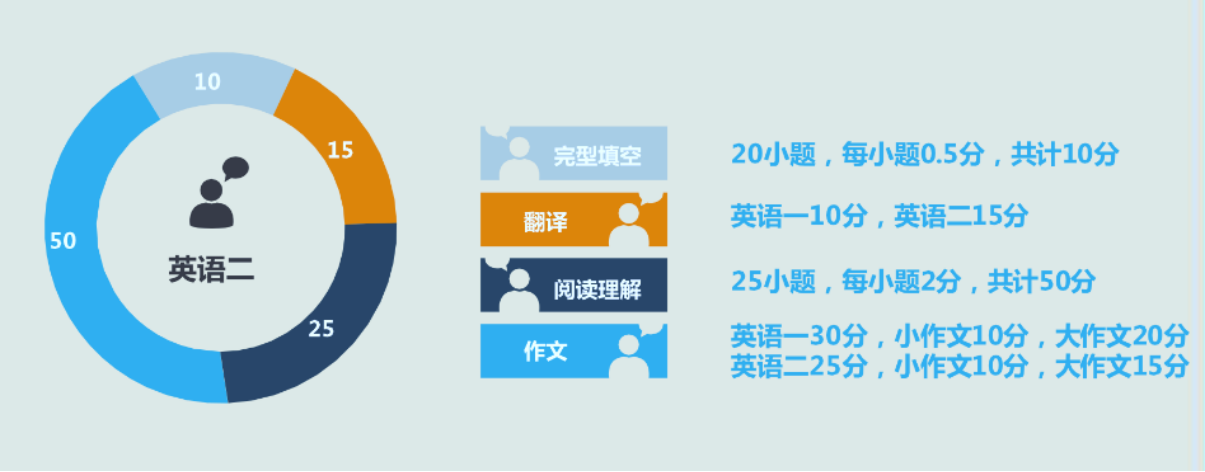 10
15
50
25
英语二
完型填空
20小题，每小题0.5分，共计10分
翻译
英语一10分，英语二15分
阅读理解
25小题，每小题2分，共计50分
作文
英语一30分，小作文10分，大作文20分
英语二25分，小作文10分，大作文15分